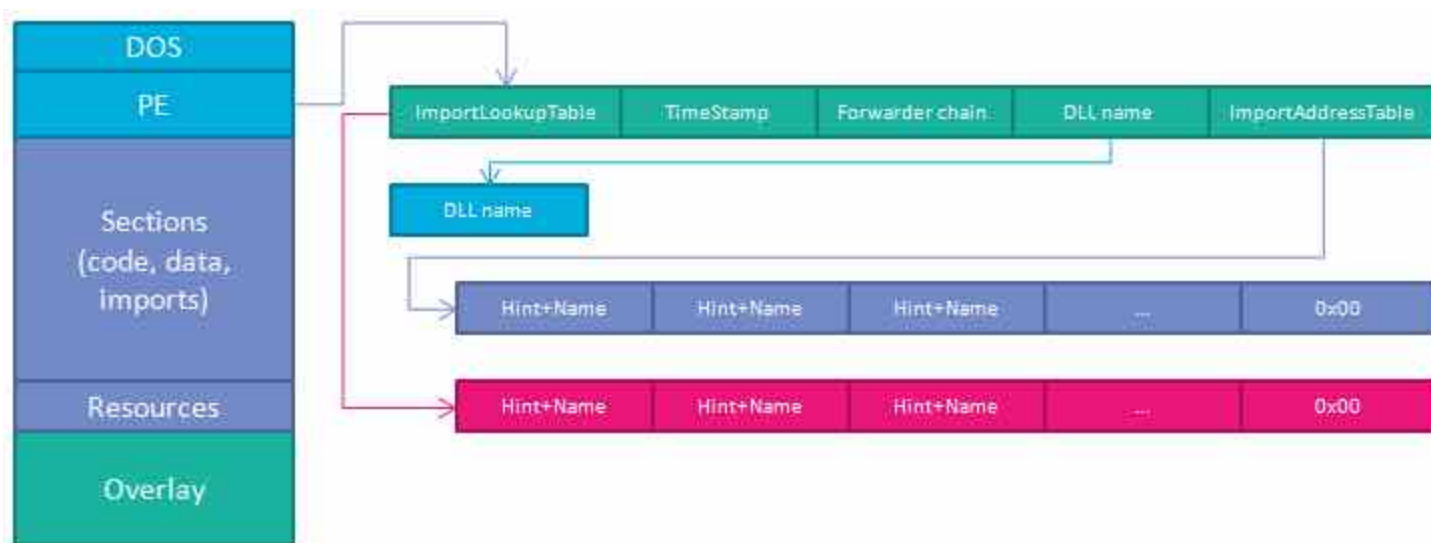 DOS
PE
Sections
(code, data,
imports)
Resources
Overlay
ImportLookupTable TimeStamp Forwarder chain DLL name ImportAddressTable
DLL name
Hint+Name Hint+Name Hint+Name ... 0x00
Hint+Name Hint+Name Hint+Name ... 0x00